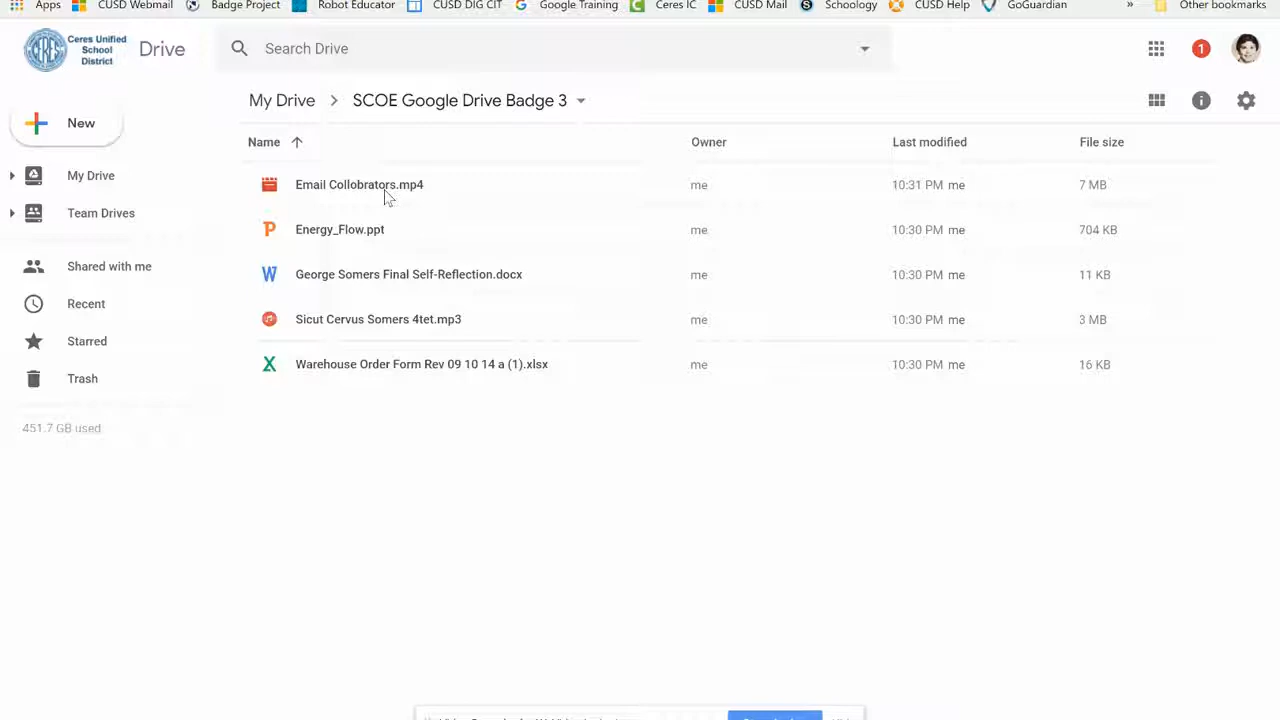 Apps CUSD Webmail Badge Project Robot Educator CUSD DIG CIT Google Training Ceres IC CUSD Mail Schoology CUSD Help GoGuardian » Other bookmarks
Ceres Unified
School
District
Drive
Search Drive
1
My Drive
SCOE Google Drive Badge 3
New
Name Owner Last modified File size
My Drive
Team Drives
Shared with me
Recent
Starred
Trash
451.7 GB used
Email Collobrators.mp4 me 10:31 PM me 7 MB
Energy_Flow.ppt me 10:30 PM me 704 KB
George Somers Final Self-Reflection.docx me 10:30 PM me 11 KB
Sicut Cervus Somers 4tet.mp3 me 10:30 PM me 3 MB
Warehouse Order Form Rev 09 10 14 a (1).xlsx me 10:30 PM me 16 KB